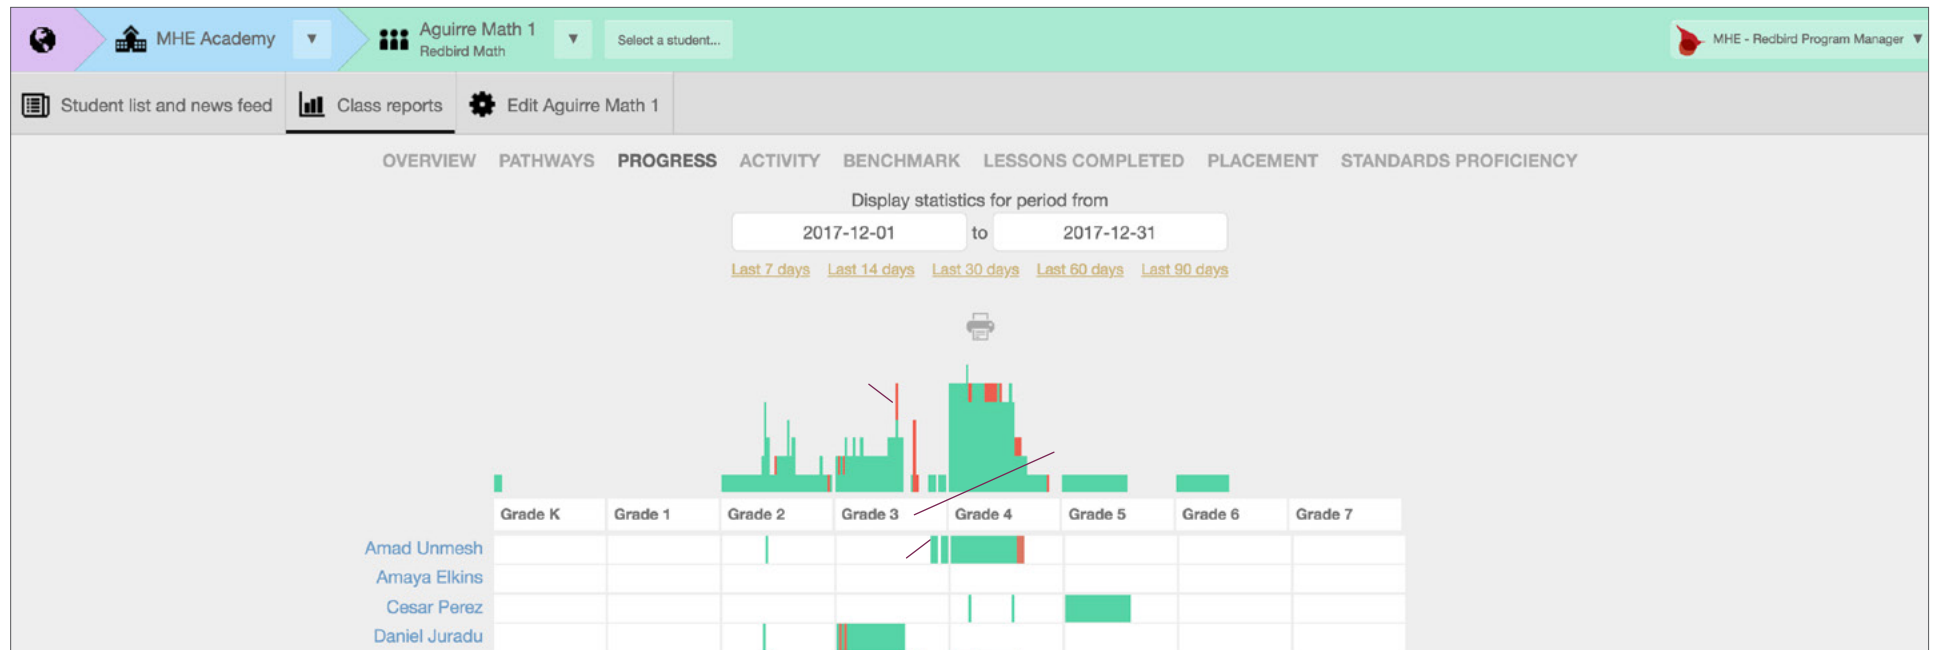 MHE Academy ▼ Aguirre Math 1 ▼ Select a student... MHE - Redbird Program Manager ▼
Redbird Math
Student list and news feed Class reports Edit Aguirre Math 1
OVERVIEW PATHWAYS PROGRESS ACTIVITY BENCHMARK LESSONS COMPLETED PLACEMENT STANDARDS PROFICIENCY
Display statistics for period from
2017-12-01 to 2017-12-31
Last 7 days Last 14 days Last 30 days Last 60 days Last 90 days
Grade K Grade 1 Grade 2 Grade 3 Grade 4 Grade 5 Grade 6 Grade 7
Amad Unmesh
Amaya Elkins
Cesar Perez
Daniel Juradu